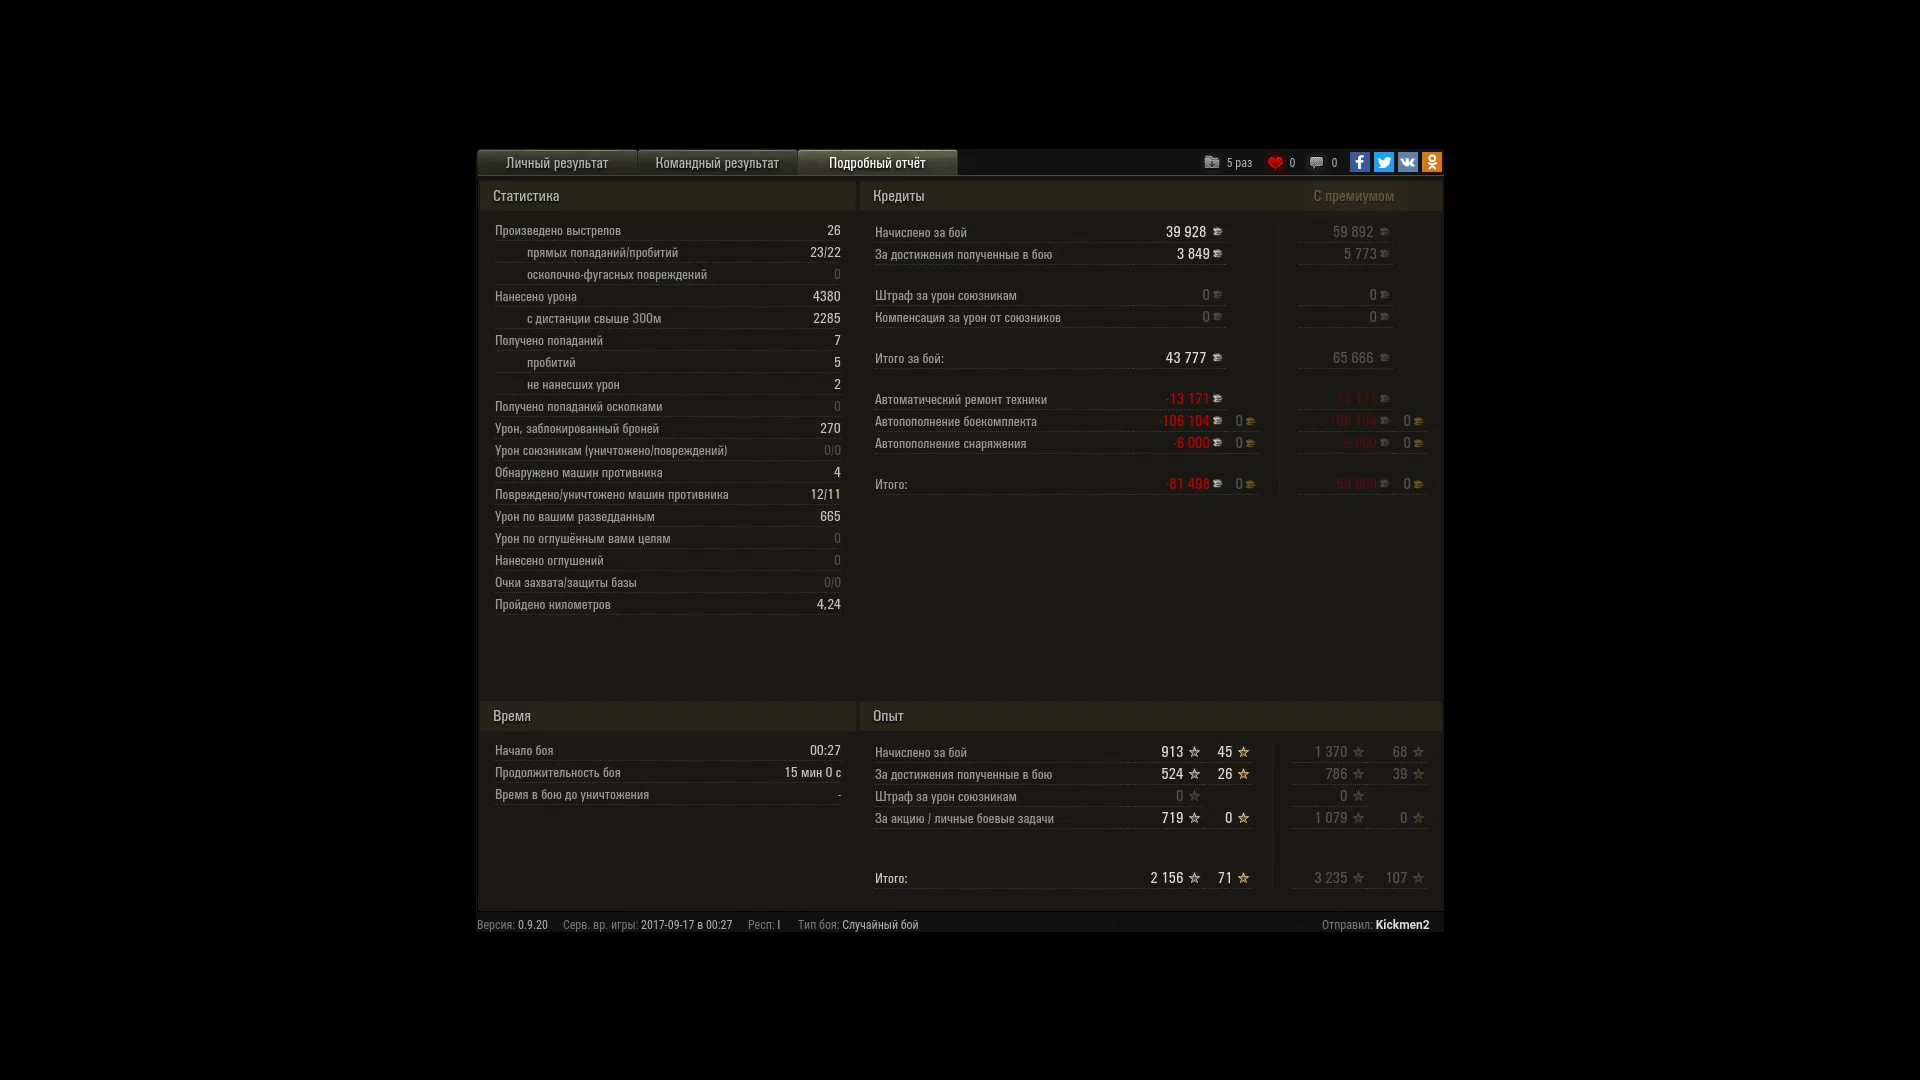 Личный результат Командный результат Подробный отчёт 5 раз 0 0
Статистика
Произведено выстрелов 26
прямых попаданий/пробитий 23/22
осколочно-фугасных повреждений 0
Нанесено урона 4380
с дистанции свыше 300м 2285
Получено попаданий 7
пробитий 5
не нанесших урон 2
Получено попаданий осколками 0
Урон, заблокированный броней 270
Урон союзникам (уничтожено/повреждений) 0/0
Обнаружено машин противника 4
Повреждено/уничтожено машин противника 12/11
Урон по вашим разведданным 665
Урон по оглушённым вами целям 0
Нанесено оглушений 0
Очки захвата/защиты базы 0/0
Пройдено километров 4,24
Кредиты С премиумом
Начислено за бой 39 928 59 892
За достижения полученные в бою 3 849 5 773
Штраф за урон союзникам 0 0
Компенсация за урон от союзников 0 0
Итого за бой: 43 777 65 666
Автоматический ремонт техники -13 171 -13 171
Автопополнение боекомплекта -106 104 0 -106 104 0
Автопополнение снаряжения -6 000 0 -6 000 0
Итого: -81 498 0 0
Время
Начало боя 00:27
Продолжительность боя 15 мин 0 с
Время в бою до уничтожения -
Опыт
Начислено за бой 913 45 1 370 68
За достижения полученные в бою 524 26 786 39
Штраф за урон союзникам 0 0
За акцию / личные боевые задачи 719 0 1 079 0
Итого: 2 156 71 3 235 107
Версия: 0.9.20 Серв. вр. игры: 2017-09-17 в 00:27 Респ: I Тип боя: Случайный бой Отправил: Kickmen2